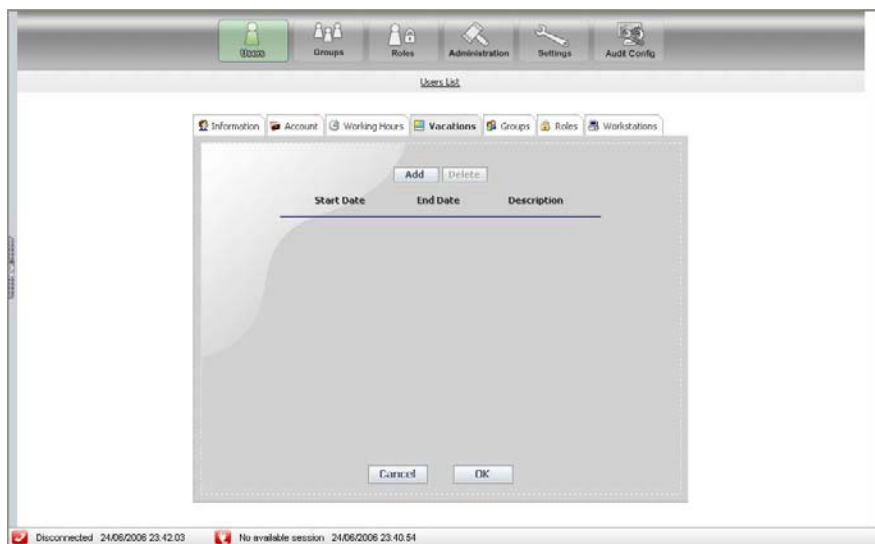 Users Groups Roles Administration Settings Audit Config
Users List
Information Account Working Hours Vacations Groups Roles Workstations
Add Delete
Start Date End Date Description
Cancel OK
Disconnected 24/06/2006 23.42.03 No available session 24/06/2006 23.40.54